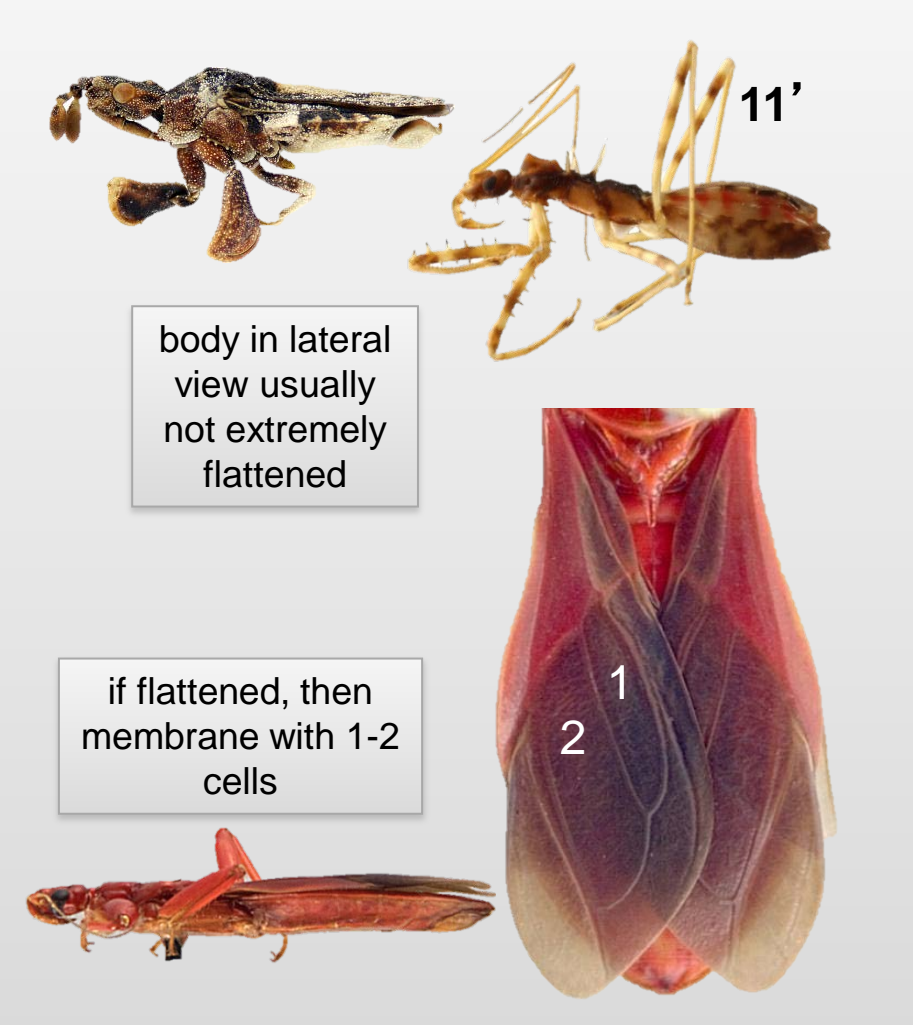 11’
body in lateral
view usually
not extremely
flattened
1
2
if flattened, then
membrane with 1-2
cells